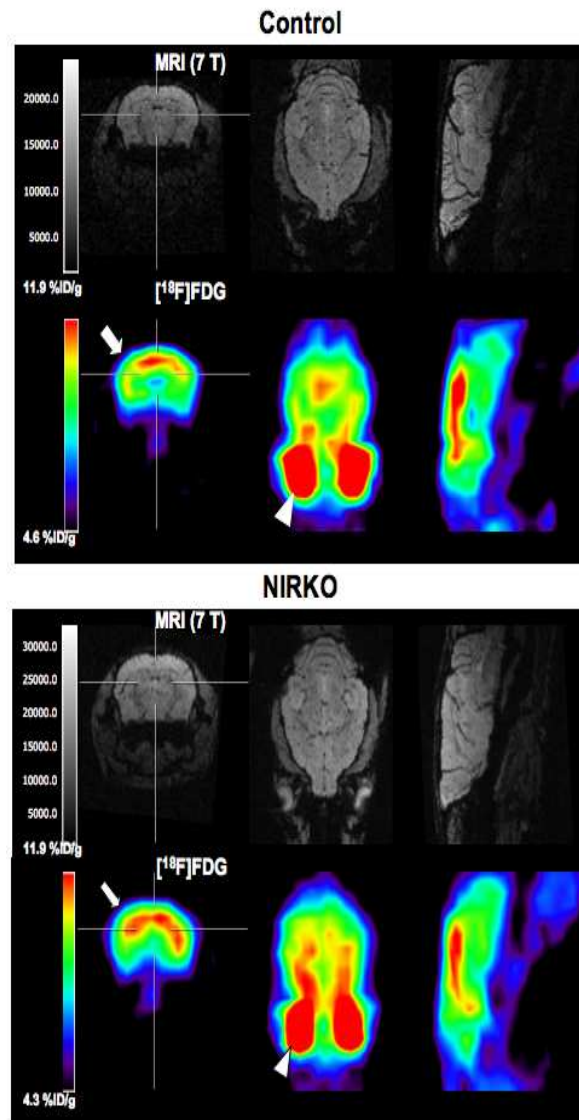 Control
MRI (7 T)
20000.0
15000.0
10000.0
5000.0
11.9 %ID/g
[¹⁸F]FDG
4.6 %ID/g
NIRKO
MRI (7 T)
30000.0
25000.0
20000.0
15000.0
10000.0
5000.0
11.9 %ID/g
[¹⁸F]FDG
4.3 %ID/g